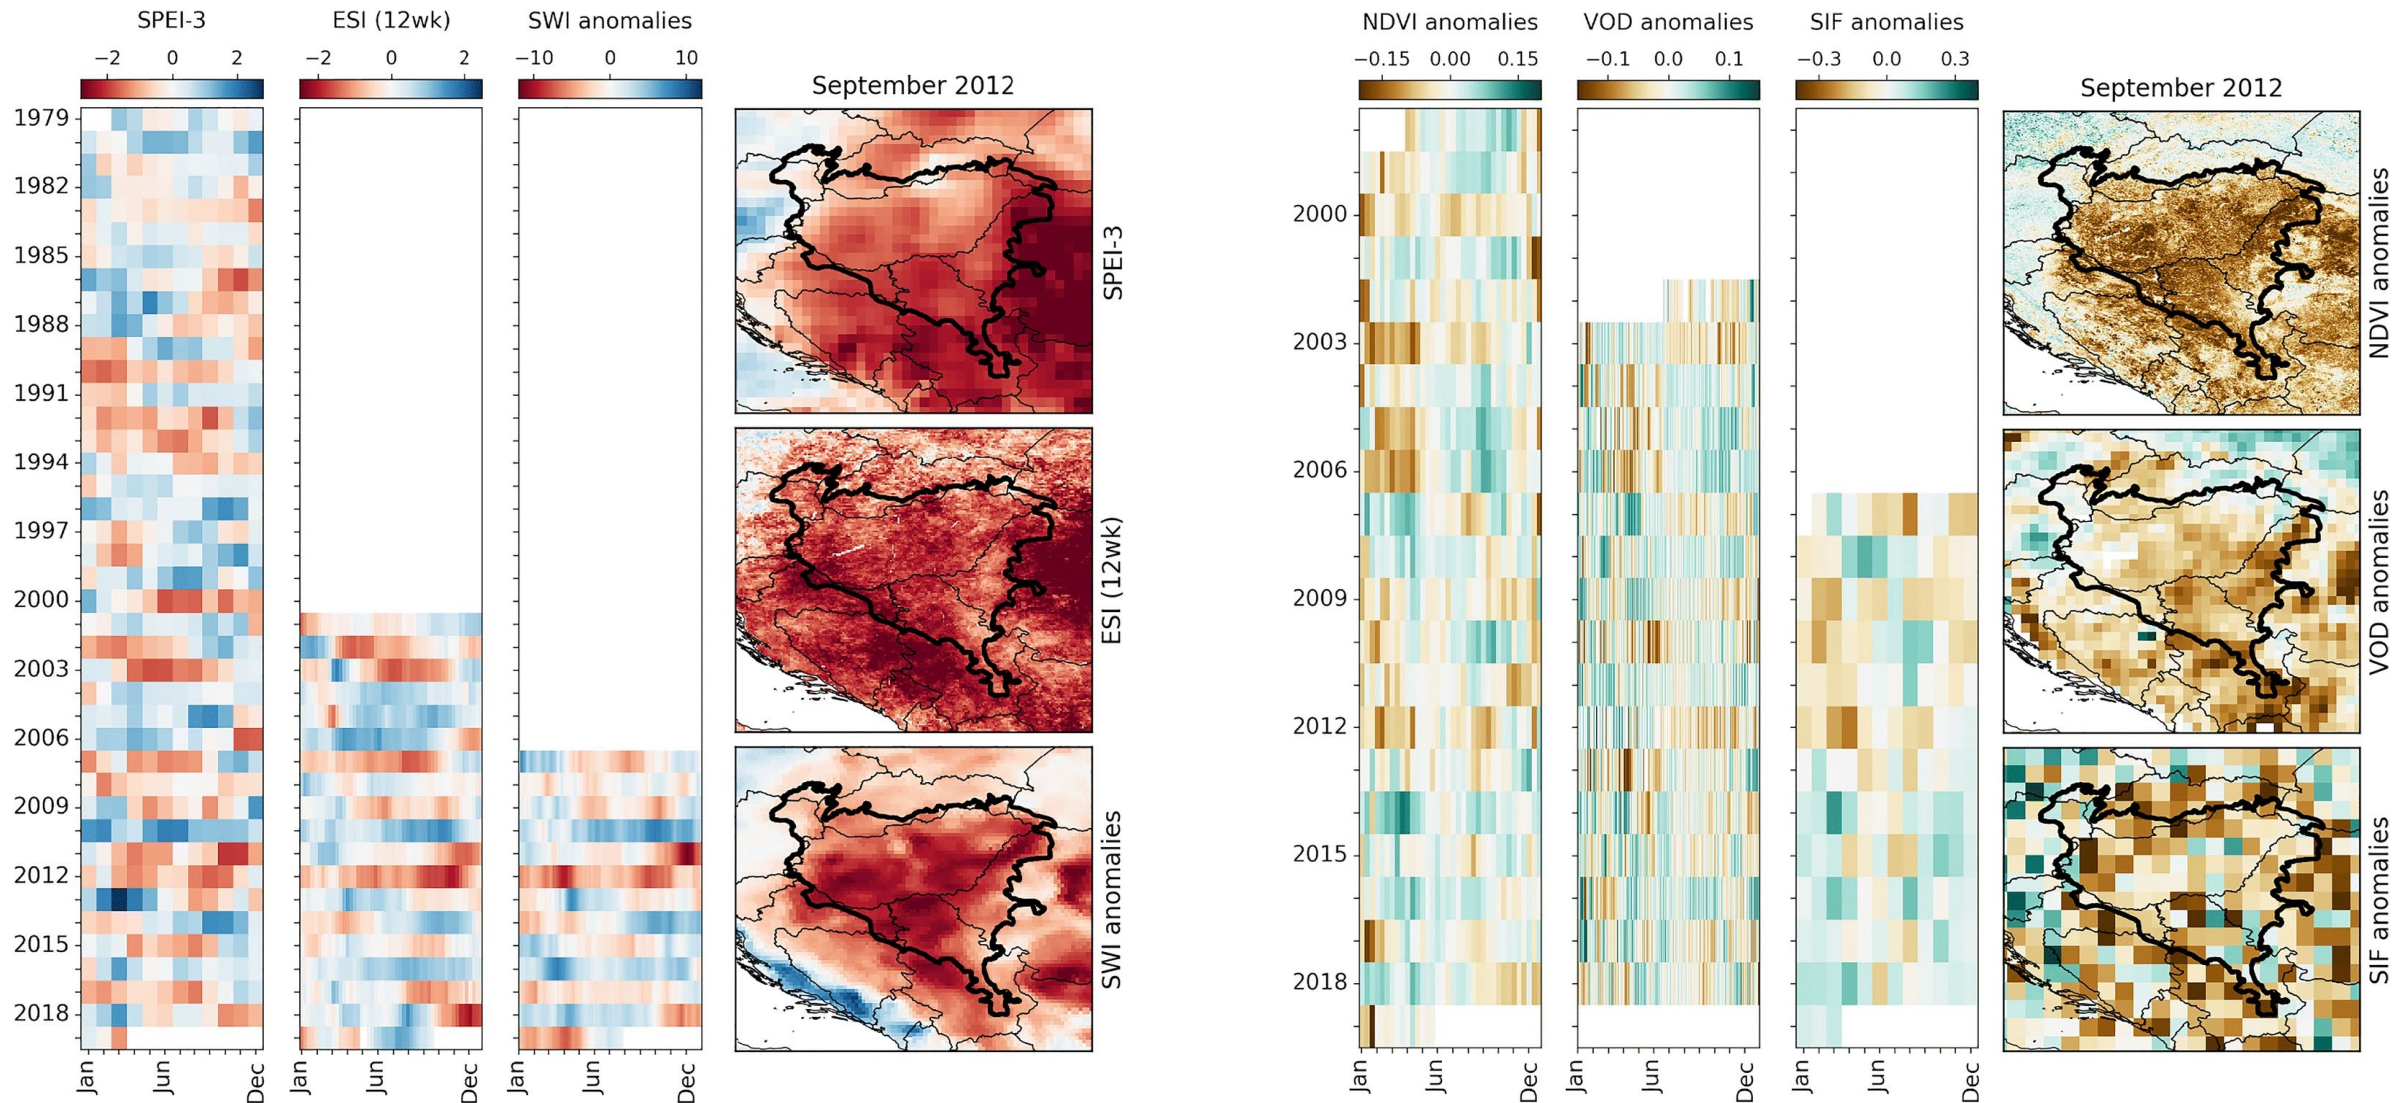 SPEI-3
ESI (12wk)
SWI anomalies
−2 0 2
−2 0 2
−10 0 10
September 2012
1979
1982
1985
1988
1991
1994
1997
2000
2003
2006
2009
2012
2015
2018
Jan Jun Dec
Jan Jun Dec
Jan Jun Dec
SPEI-3
ESI (12wk)
SWI anomalies
NDVI anomalies
VOD anomalies
SIF anomalies
−0.15 0.00 0.15
−0.1 0.0 0.1
−0.3 0.0 0.3
September 2012
2000
2003
2006
2009
2012
2015
2018
Jan Jun Dec
Jan Jun Dec
Jan Jun Dec
NDVI anomalies
VOD anomalies
SIF anomalies